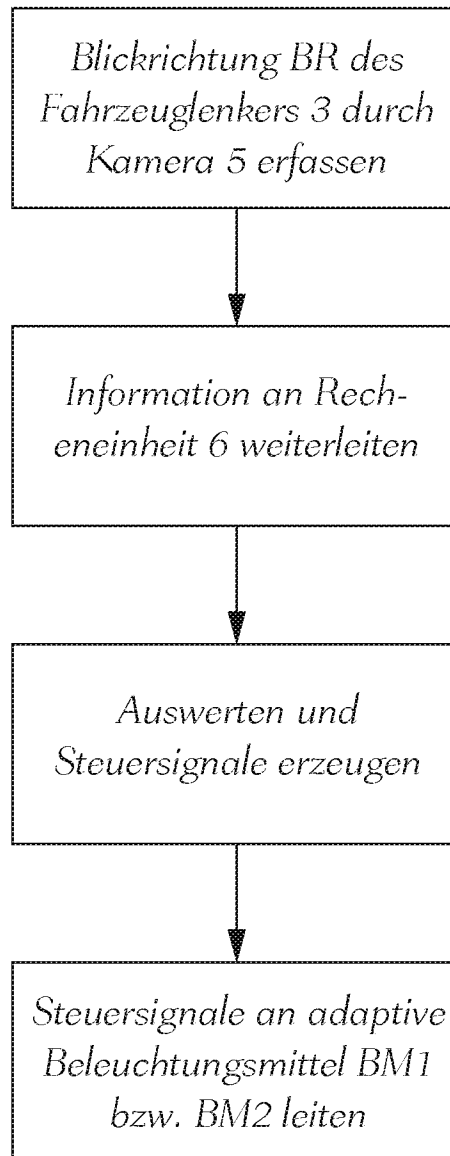 Blickrichtung BR des
Fahrzeuglenkers 3 durch
Kamera 5 erfassen
Information an Rech-
eneinheit 6 weiterleiten
Auswerten und
Steuersignale erzeugen
Steuersignale an adaptive
Beleuchtungsmittel BM1
bzw. BM2 leiten